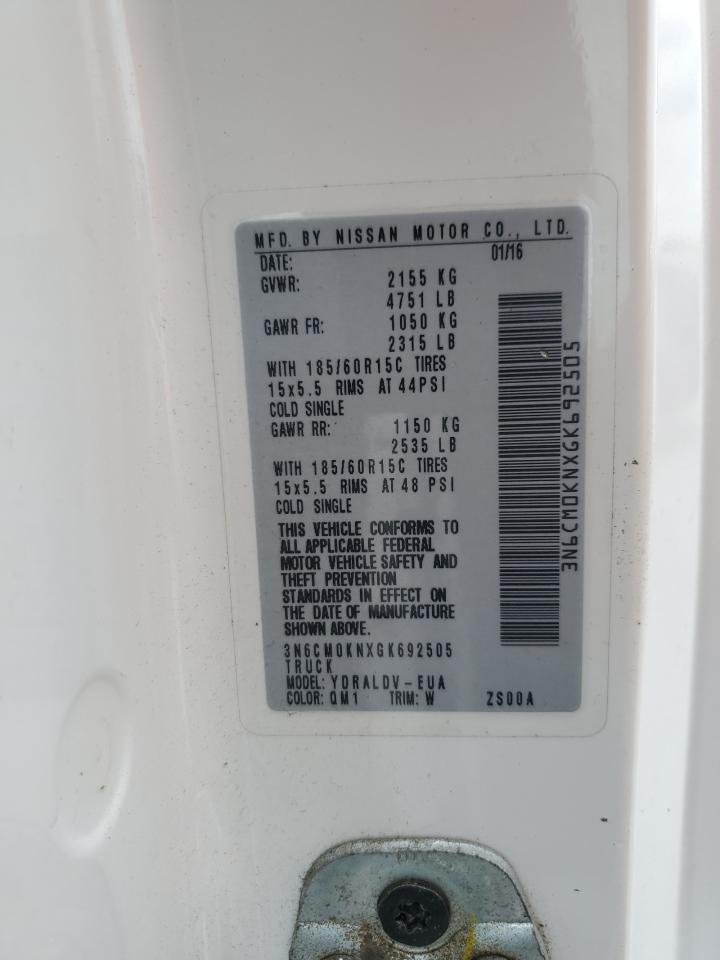 MFD. BY NISSAN MOTOR CO., LTD.
DATE: 01/16
GVWR: 2155 KG
4751 LB
GAWR FR: 1050 KG
2315 LB
WITH 185/60R15C TIRES
15x5.5 RIMS AT 44PSI
COLD SINGLE
GAWR RR: 1150 KG
2535 LB
WITH 185/60R15C TIRES
15x5.5 RIMS AT 48 PSI
COLD SINGLE
THIS VEHICLE CONFORMS TO
ALL APPLICABLE FEDERAL
MOTOR VEHICLE SAFETY AND
THEFT PREVENTION
STANDARDS IN EFFECT ON
THE DATE OF MANUFACTURE
SHOWN ABOVE.
3N6CM0KNXGK692505
TRUCK
MODEL: YDRALDV-EUA
COLOR: QM1 TRIM: W ZS00A
3N6CM0KNXGK692505